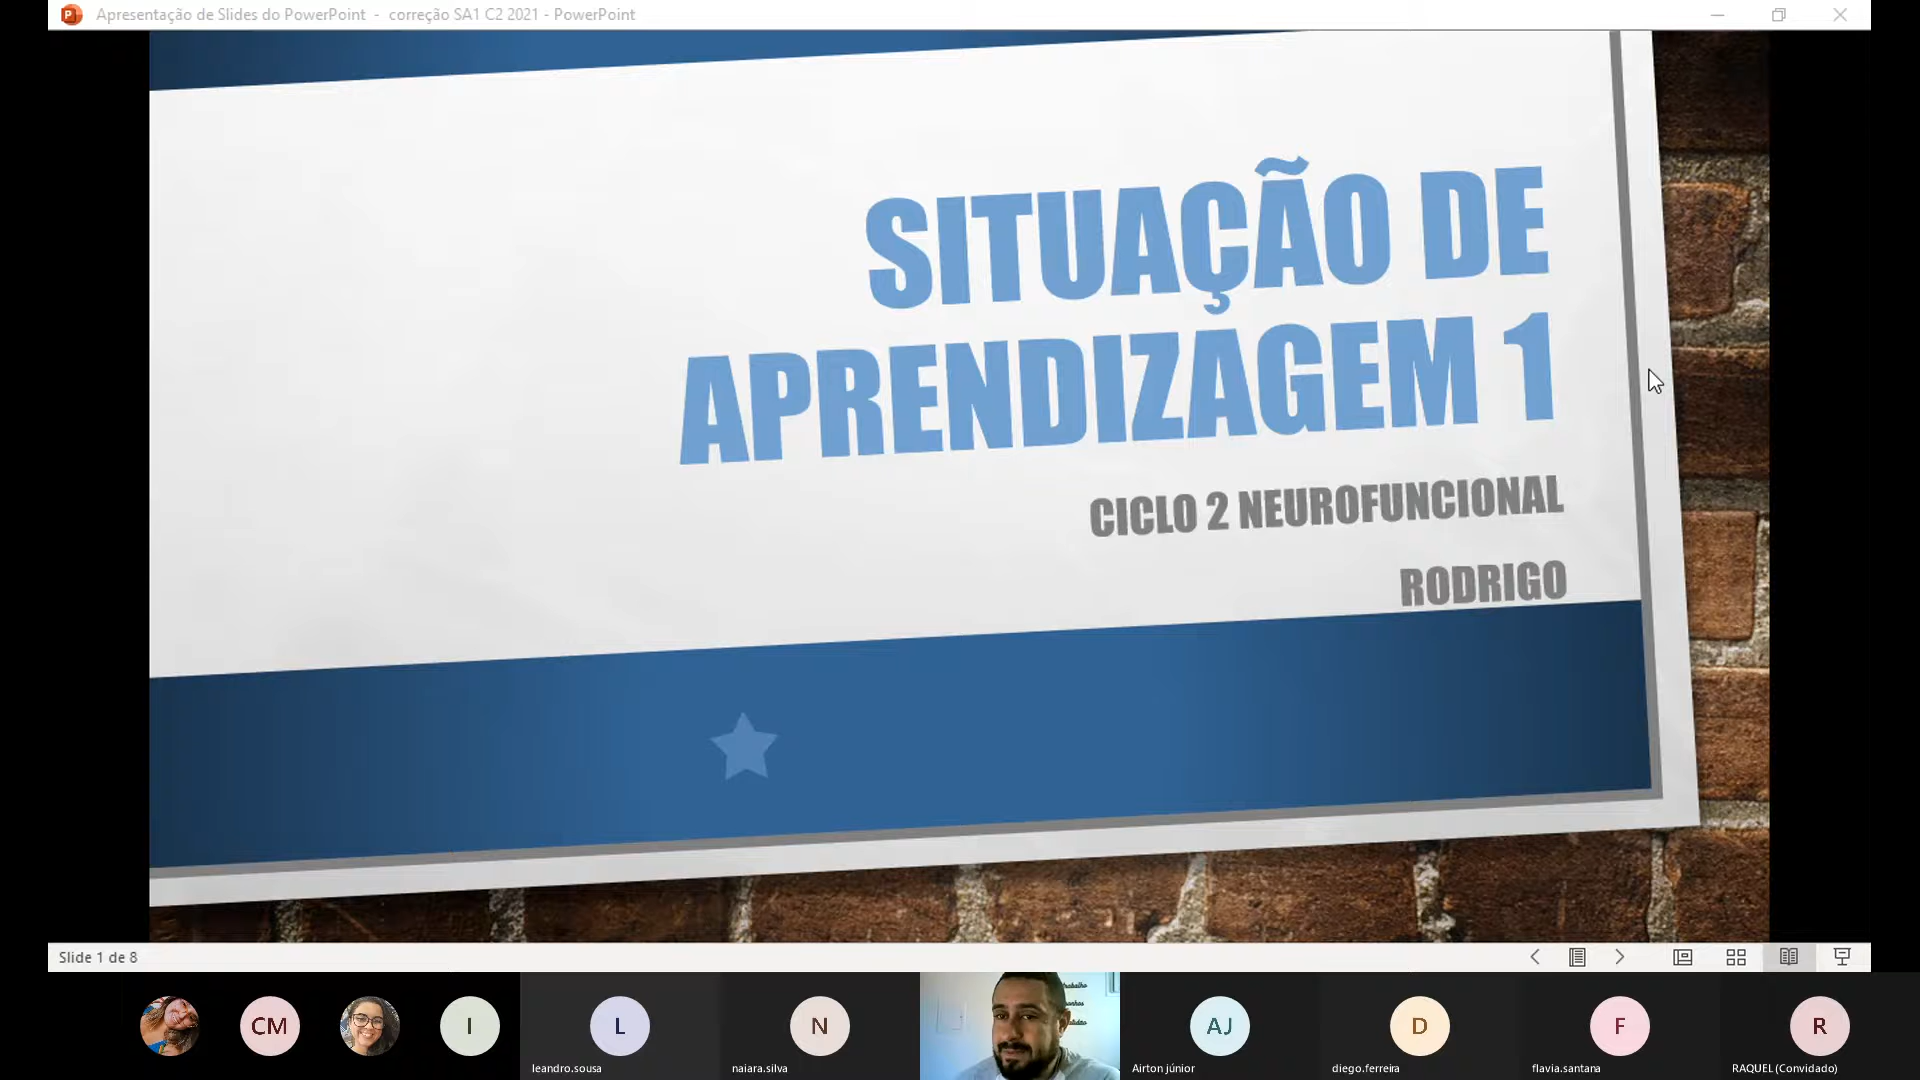 Apresentação de Slides do PowerPoint - correção SA1 C2 2021 - PowerPoint
SITUAÇÃO DE
APRENDIZAGEM 1
CICLO 2 NEUROFUNCIONAL
RODRIGO
Slide 1 de 8
CM
I
L
N
AJ
D
F
R
leandro.sousa
naiara.silva
Airton júnior
diego.ferreira
flavia.santana
RAQUEL (Convidado)